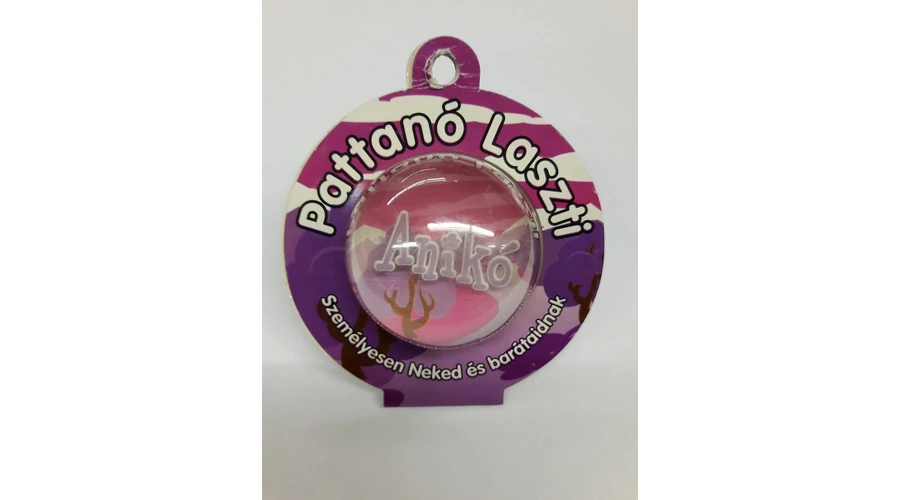 Pattanó Laszti
Anikó
Személyesen Neked és barátaidnak